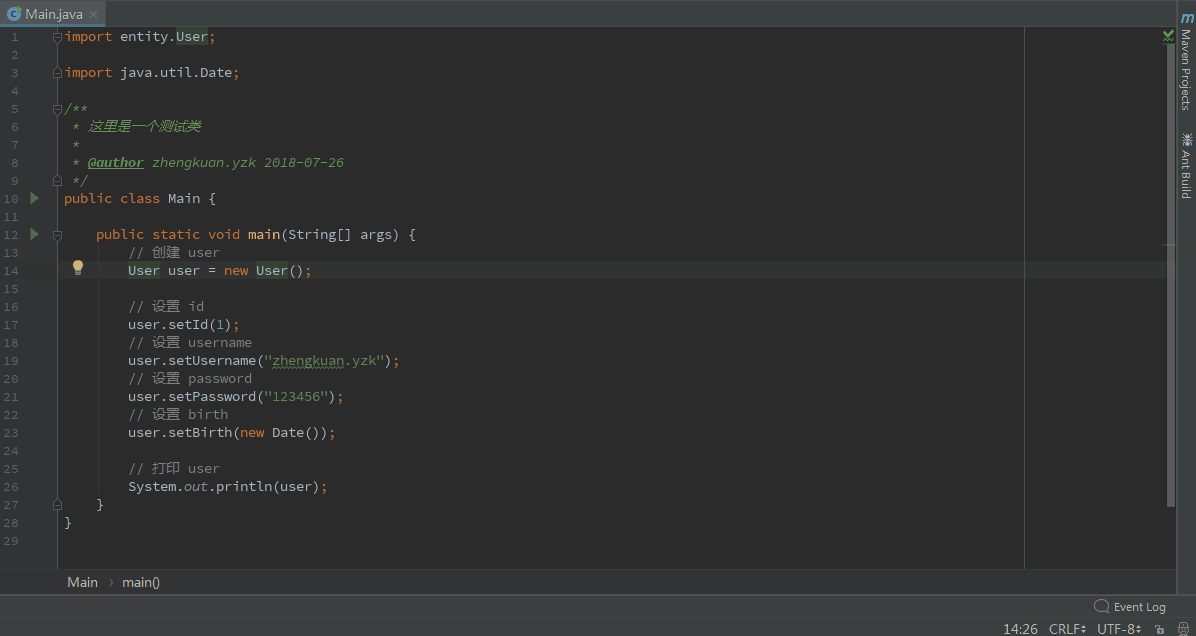 Main.java
1 import entity.User;
2
3 import java.util.Date;
4
5 /**
6 * 这里是一个测试类
7 *
8 * @author zhengkuan.yzk 2018-07-26
9 */
10 public class Main {
11
12 public static void main(String[] args) {
13 // 创建 user
14 User user = new User();
15
16 // 设置 id
17 user.setId(1);
18 // 设置 username
19 user.setUsername("zhengkuan.yzk");
20 // 设置 password
21 user.setPassword("123456");
22 // 设置 birth
23 user.setBirth(new Date());
24
25 // 打印 user
26 System.out.println(user);
27 }
28 }
29
Main › main()
Maven Projects
Ant Build
Event Log
14:26 CRLF UTF-8